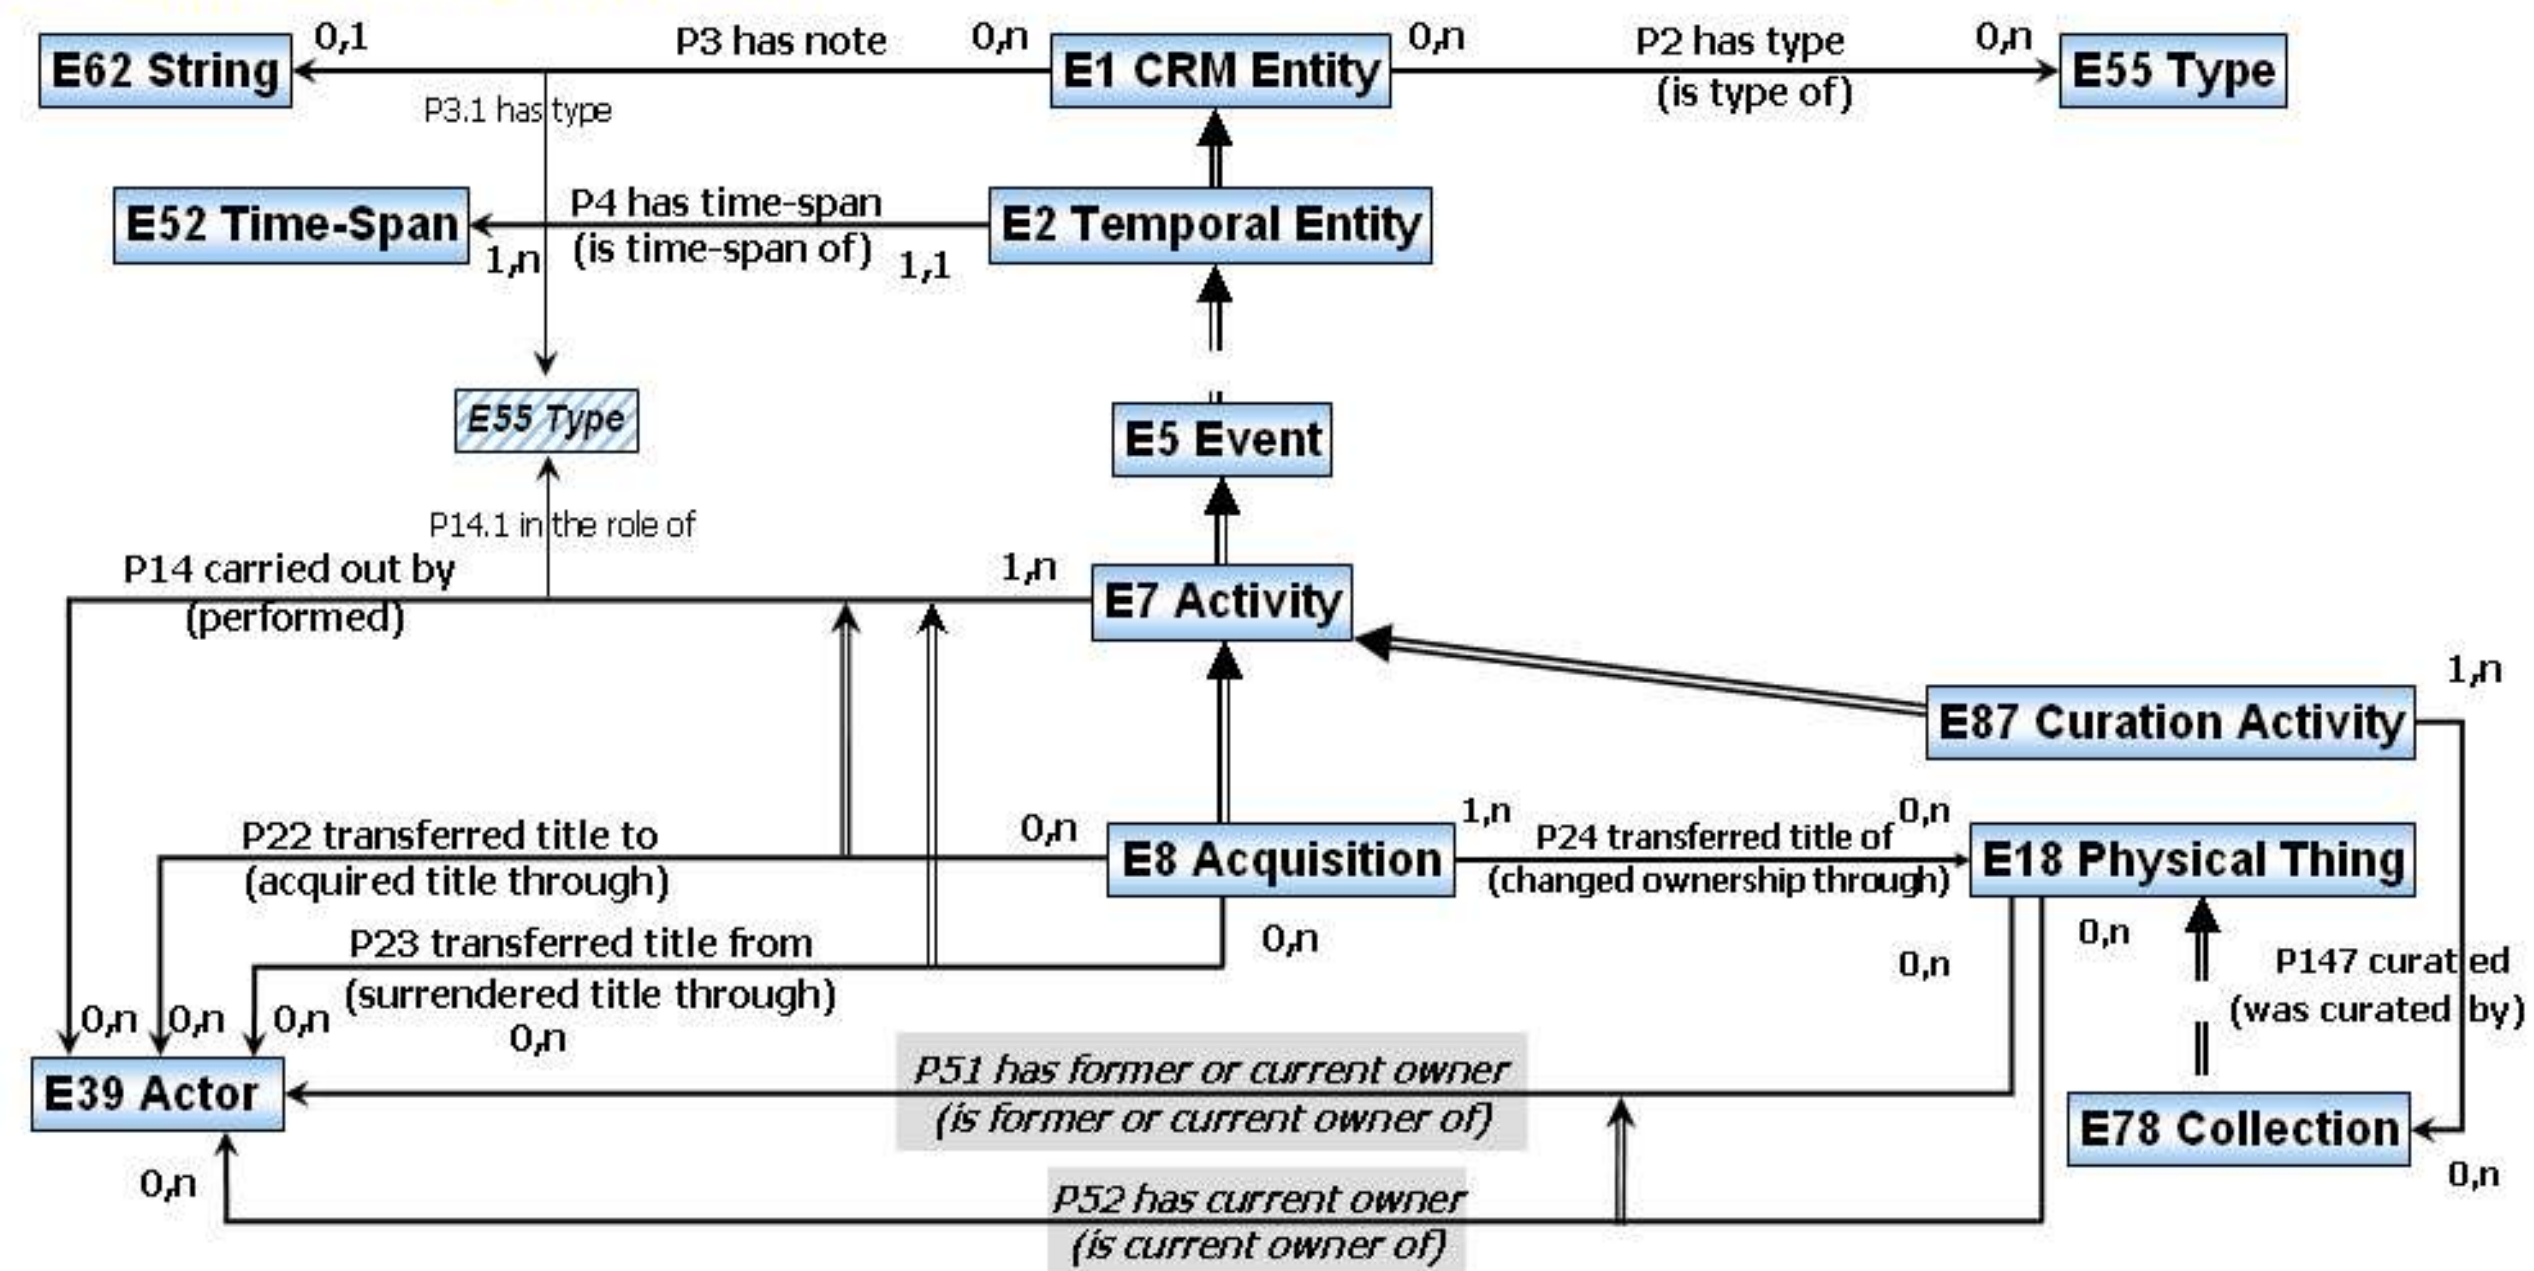 E62 String
0,1
P3 has note
0,n
E1 CRM Entity
0,n
P2 has type
(is type of)
0,n
E55 Type
P3.1 has type
E52 Time-Span
1,n
P4 has time-span
(is time-span of)
1,1
E2 Temporal Entity
E55 Type
E5 Event
P14.1 in the role of
P14 carried out by
(performed)
1,n
E7 Activity
1,n
E87 Curation Activity
P22 transferred title to
(acquired title through)
0,n
E8 Acquisition
1,n
P24 transferred title of
(changed ownership through)
0,n
E18 Physical Thing
P23 transferred title from
(surrendered title through)
0,n
0,n
0,n
P147 curated
(was curated by)
0,n
0,n
0,n
0,n
E39 Actor
P51 has former or current owner
(is former or current owner of)
E78 Collection
0,n
0,n
P52 has current owner
(is current owner of)